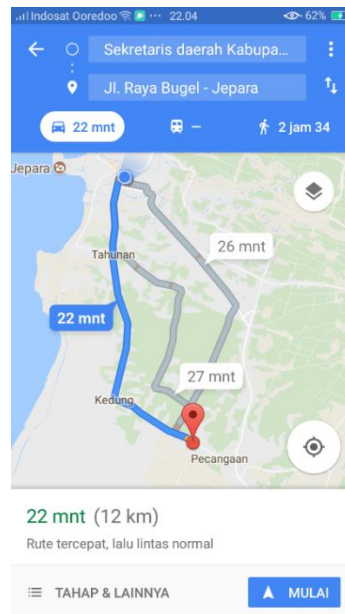 Indosat Ooredoo ... 22.04 62%
Sekretaris daerah Kabupa...
Jl. Raya Bugel - Jepara
22 mnt – 2 jam 34
Jepara
26 mnt
Tahunan
22 mnt
27 mnt
Kedung
Pecangaan
22 mnt (12 km)
Rute tercepat, lalu lintas normal
TAHAP & LAINNYA MULAI